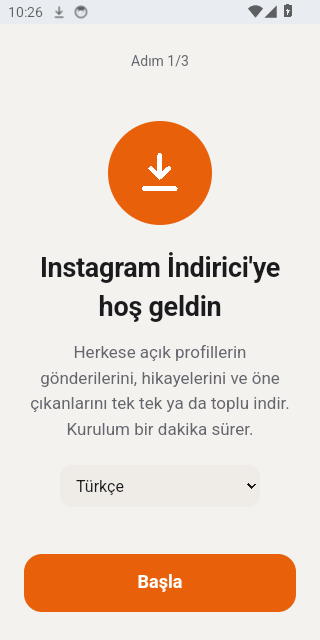 10:26
Adım 1/3
Instagram İndirici'ye
hoş geldin
Herkese açık profillerin
gönderilerini, hikayelerini ve öne
çıkanlarını tek tek ya da toplu indir.
Kurulum bir dakika sürer.
Türkçe
Başla